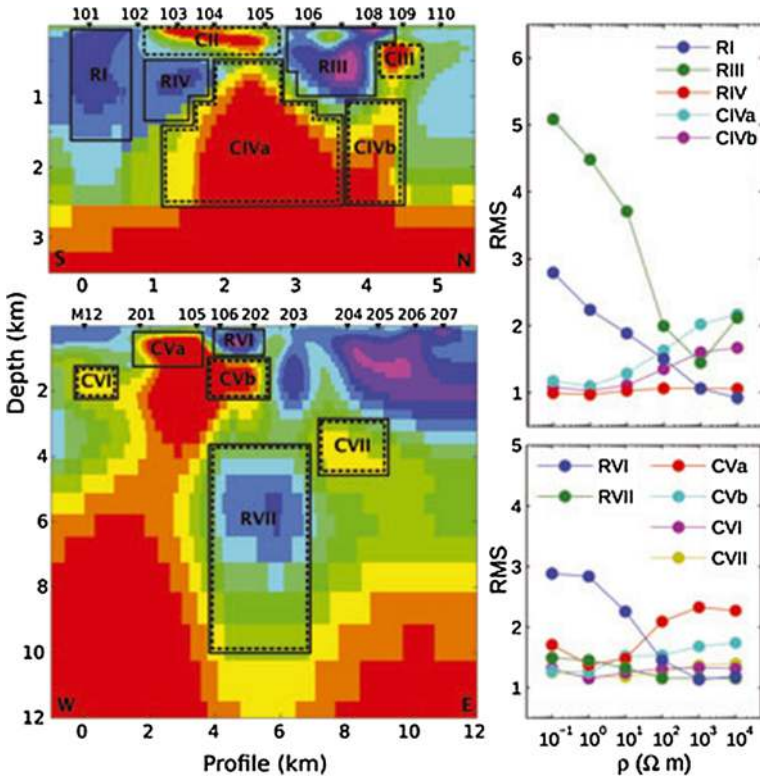 101 102 103 104 105 106 108 109 110
RI
RIV
CII
RIII
CIII
CIVa
CIVb
1
2
3
S
N
0 1 2 3 4 5
M12 201 105 106 202 203 204 205 206 207
CVI
CVa
RVI
CVb
CVII
RVII
2
4
6
8
10
12
W
E
0 2 4 6 8 10 12
Depth (km)
Profile (km)
6
5
4
3
2
1
RMS
RI
RIII
RIV
CIVa
CIVb
5
4
3
2
1
RMS
RVI
RVII
CVa
CVb
CVI
CVII
10⁻¹ 10⁰ 10¹ 10² 10³ 10⁴
ρ (Ω m)